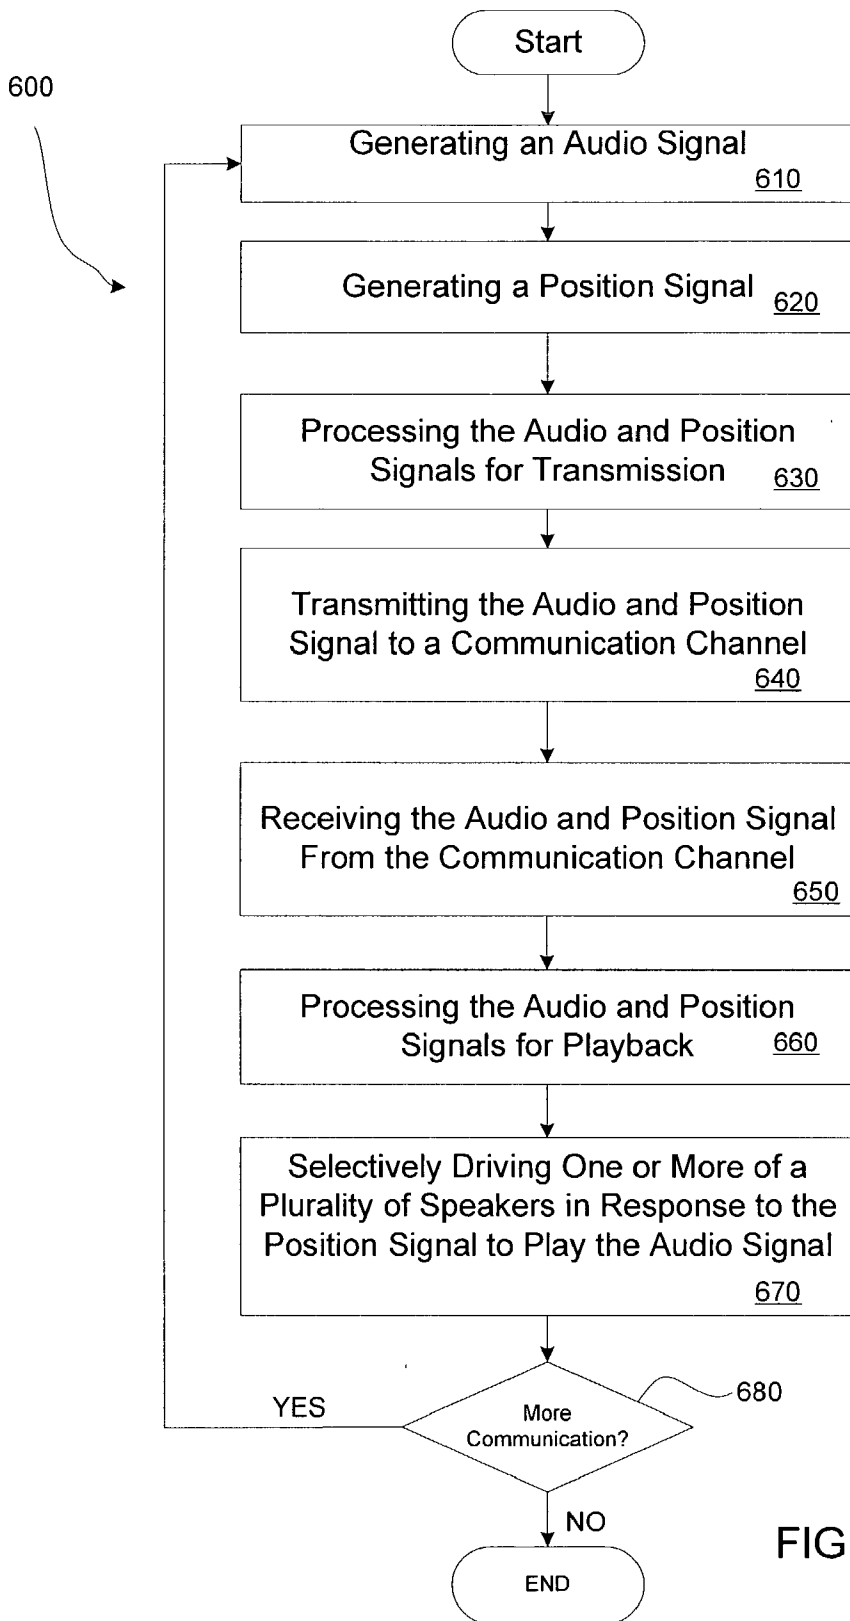 Start
600
Generating an Audio Signal
610
Generating a Position Signal
620
Processing the Audio and Position
Signals for Transmission
630
Transmitting the Audio and Position
Signal to a Communication Channel
640
Receiving the Audio and Position Signal
From the Communication Channel
650
Processing the Audio and Position
Signals for Playback
660
Selectively Driving One or More of a
Plurality of Speakers in Response to the
Position Signal to Play the Audio Signal
670
680
YES
More
Communication?
NO
FIG
END